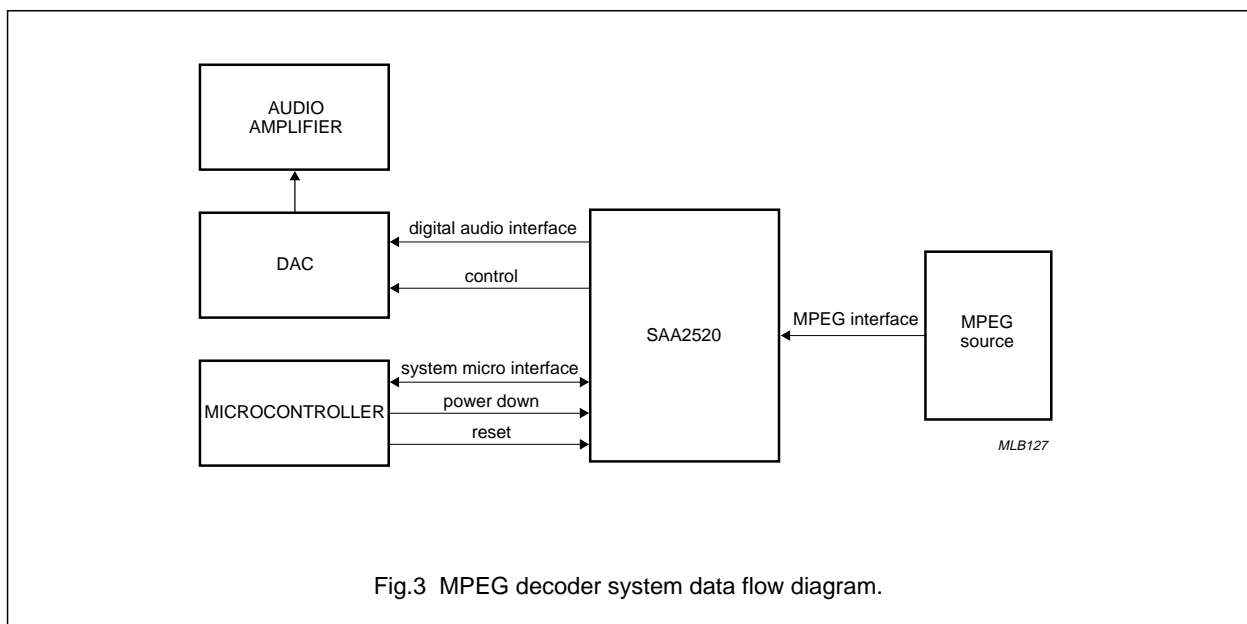 AUDIO
AMPLIFIER
DAC
digital audio interface
control
SAA2520
MPEG interface
MPEG
source
MICROCONTROLLER
system micro interface
power down
reset
MLB127
Fig.3 MPEG decoder system data flow diagram.